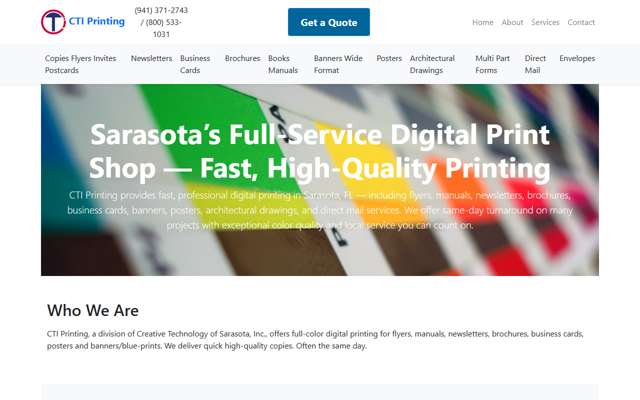 CTI Printing
(941) 371-2743
/ (800) 533-
1031
Get a Quote
Home About Services Contact
Copies Flyers Invites
Postcards
Newsletters
Business
Cards
Brochures
Books
Manuals
Banners Wide
Format
Posters
Architectural
Drawings
Multi Part
Forms
Direct
Mail
Envelopes
Sarasota’s Full-Service Digital Print
Shop — Fast, High-Quality Printing
CTI Printing provides fast, professional digital printing in Sarasota, FL — including flyers, manuals, newsletters, brochures,
business cards, banners, posters, architectural drawings, and direct mail services. We offer same-day turnaround on many
projects with exceptional color quality and local service you can count on.
Who We Are
CTI Printing, a division of Creative Technology of Sarasota, Inc., offers full-color digital printing for flyers, manuals, newsletters, brochures, business cards,
posters and banners/blue-prints. We deliver quick high-quality copies. Often the same day.